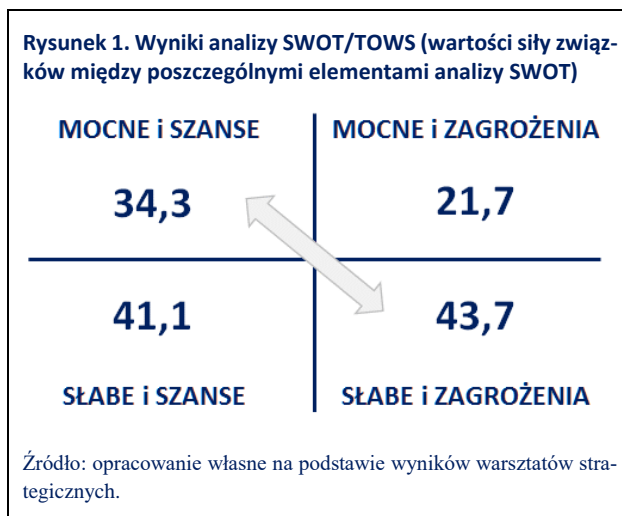 Rysunek 1. Wyniki analizy SWOT/TOWS (wartości siły związ-
ków między poszczególnymi elementami analizy SWOT)
MOCNE i SZANSE
MOCNE i ZAGROŻENIA
34,3
21,7
41,1
43,7
SŁABE i SZANSE
SŁABE i ZAGROŻENIA
Źródło: opracowanie własne na podstawie wyników warsztatów stra-
tegicznych.